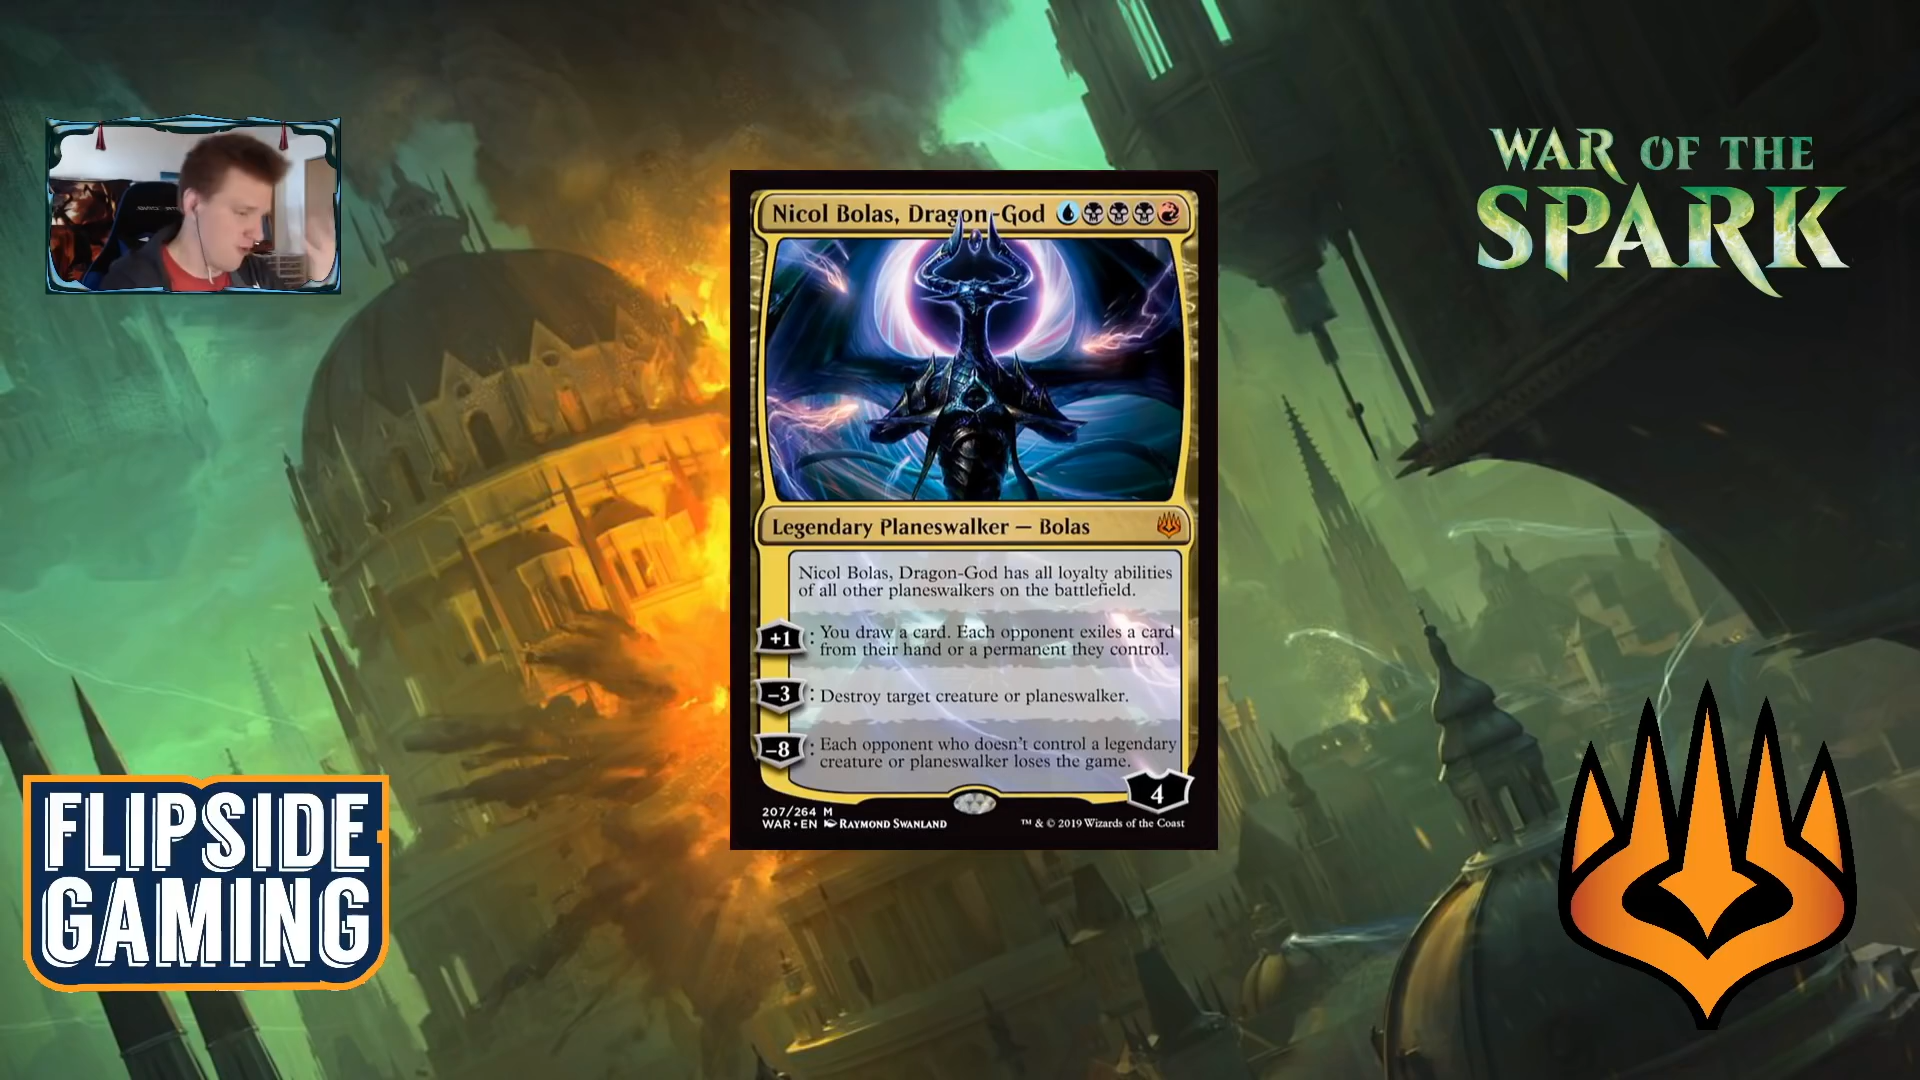 WAR OF THE
SPARK
Nicol Bolas, Dragon-God
Legendary Planeswalker — Bolas
Nicol Bolas, Dragon-God has all loyalty abilities
of all other planeswalkers on the battlefield.
+1: You draw a card. Each opponent exiles a card
from their hand or a permanent they control.
–3: Destroy target creature or planeswalker.
–8: Each opponent who doesn't control a legendary
creature or planeswalker loses the game.
4
207/264 M
WAR • EN RAYMOND SWANLAND
™ & © 2019 Wizards of the Coast
FLIPSIDE
GAMING